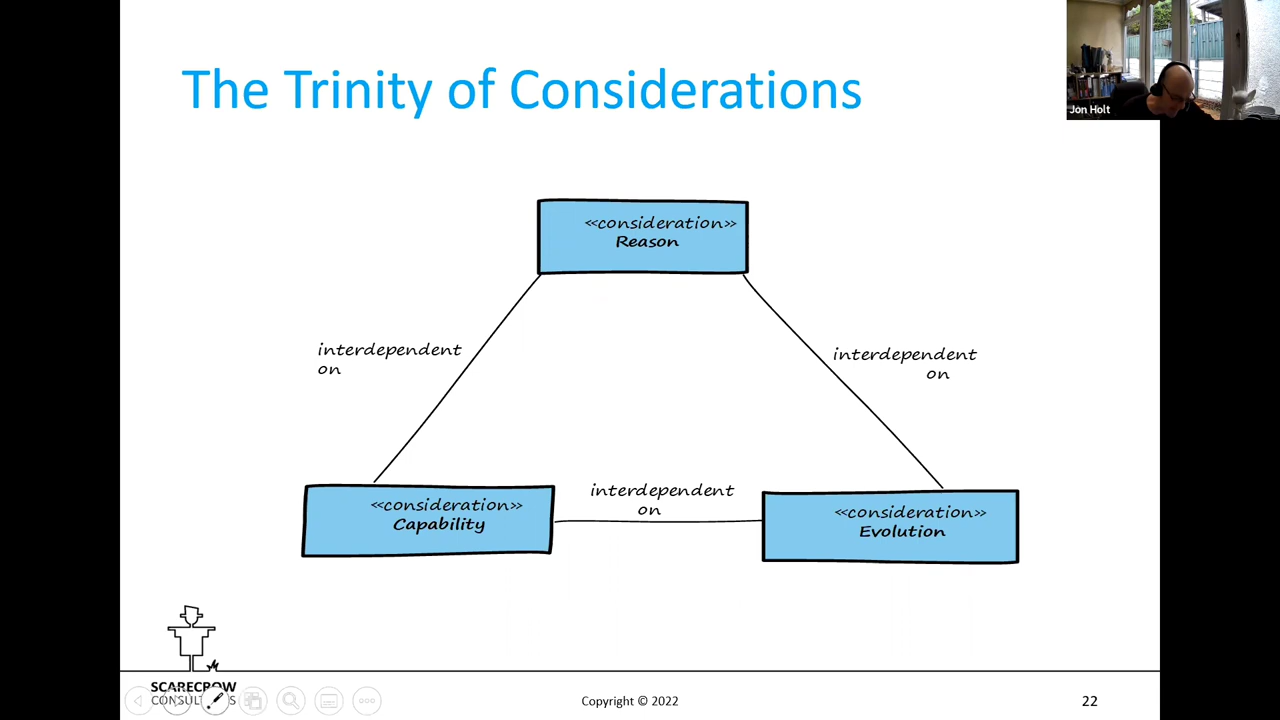 The Trinity of Considerations
Jon Holt
«consideration»
Reason
interdependent
on
interdependent
on
«consideration»
Capability
interdependent
on
«consideration»
Evolution
SCARECROW
CONSULTANTS
Copyright © 2022
22